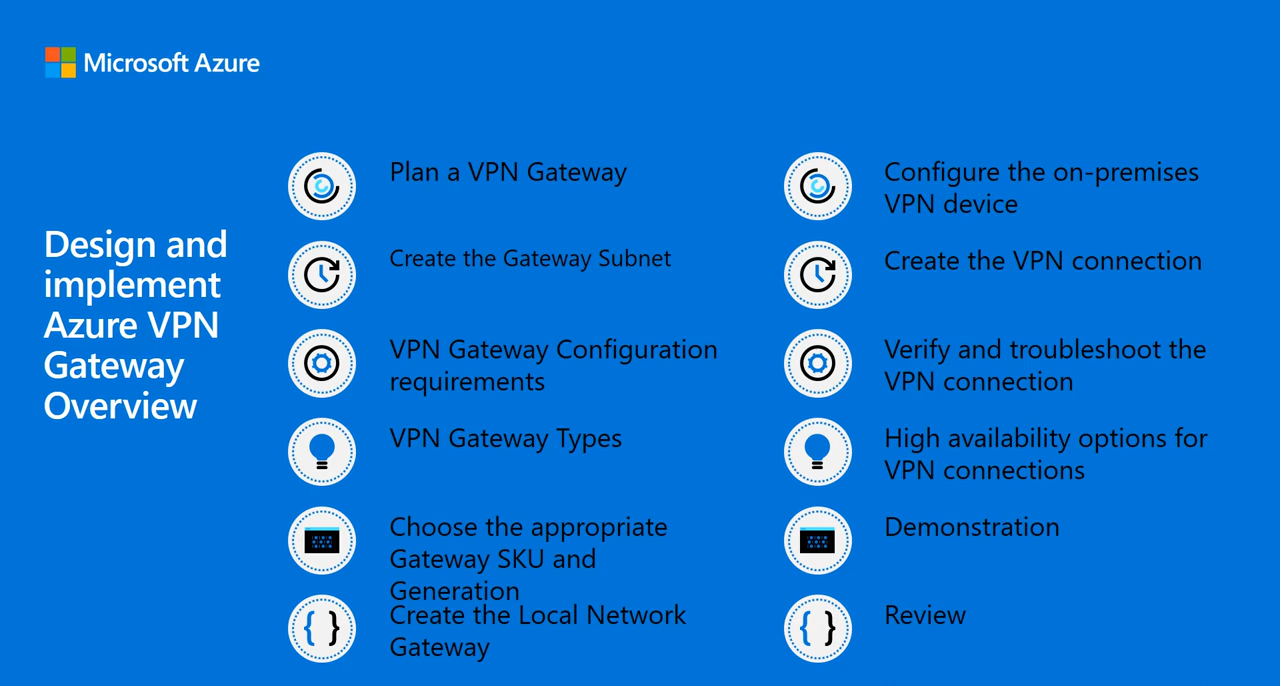 Microsoft Azure
Design and
implement
Azure VPN
Gateway
Overview
Plan a VPN Gateway
Create the Gateway Subnet
VPN Gateway Configuration
requirements
VPN Gateway Types
Choose the appropriate
Gateway SKU and
Generation
Create the Local Network
Gateway
Configure the on-premises
VPN device
Create the VPN connection
Verify and troubleshoot the
VPN connection
High availability options for
VPN connections
Demonstration
Review